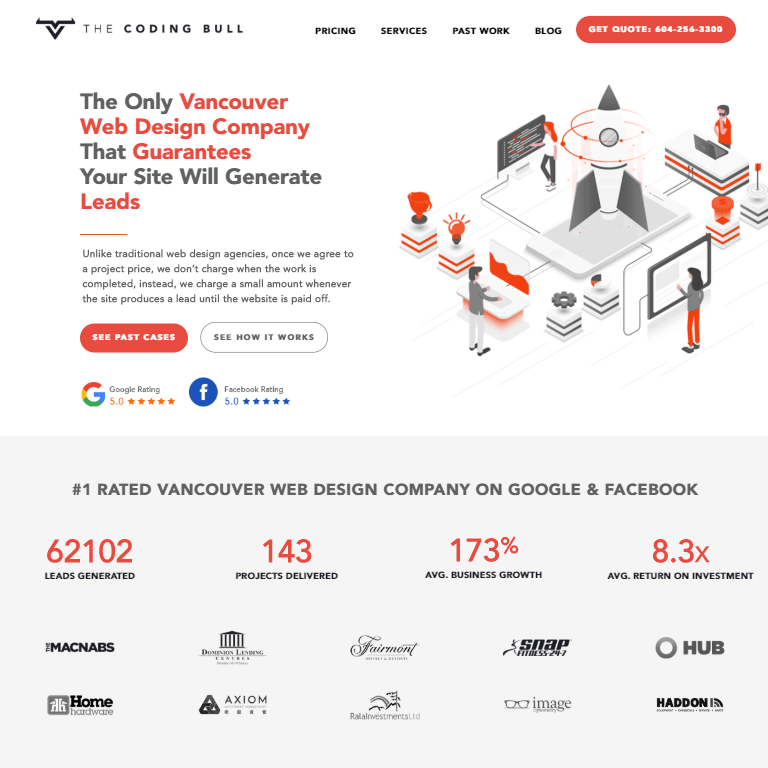 THE CODING BULL
PRICING SERVICES PAST WORK BLOG GET QUOTE: 604-256-3300
The Only Vancouver
Web Design Company
That Guarantees
Your Site Will Generate
Leads
Unlike traditional web design agencies, once we agree to
a project price, we don't charge when the work is
completed, instead, we charge a small amount whenever
the site produces a lead until the website is paid off.
SEE PAST CASES SEE HOW IT WORKS
Google Rating
5.0
Facebook Rating
5.0
#1 RATED VANCOUVER WEB DESIGN COMPANY ON GOOGLE & FACEBOOK
62102
LEADS GENERATED
143
PROJECTS DELIVERED
173%
AVG. BUSINESS GROWTH
8.3x
AVG. RETURN ON INVESTMENT
THE MACNABS
DOMINION LENDING
CENTRES
Fairmont
HOTELS & RESORTS
SNAP
FITNESS 24-7
HUB
Home
hardware
AXIOM
RalaInvestmentsLtd
image
optometry
HADDON